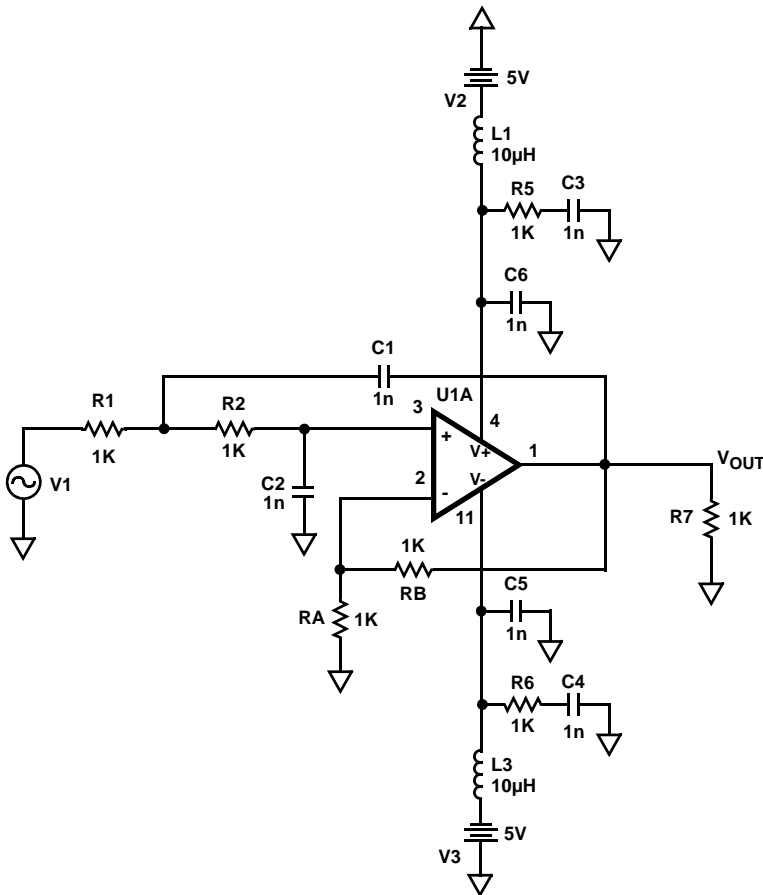 5V
V2
L1
10µH
R5
C3
1K
1n
C6
1n
C1
1n
U1A
R1
R2
3
4
1K
1K
+
V+
1
VOUT
V1
C2
1n
2
-
V-
11
R7
1K
1K
RB
RA
1K
C5
1n
R6
C4
1K
1n
L3
10µH
5V
V3